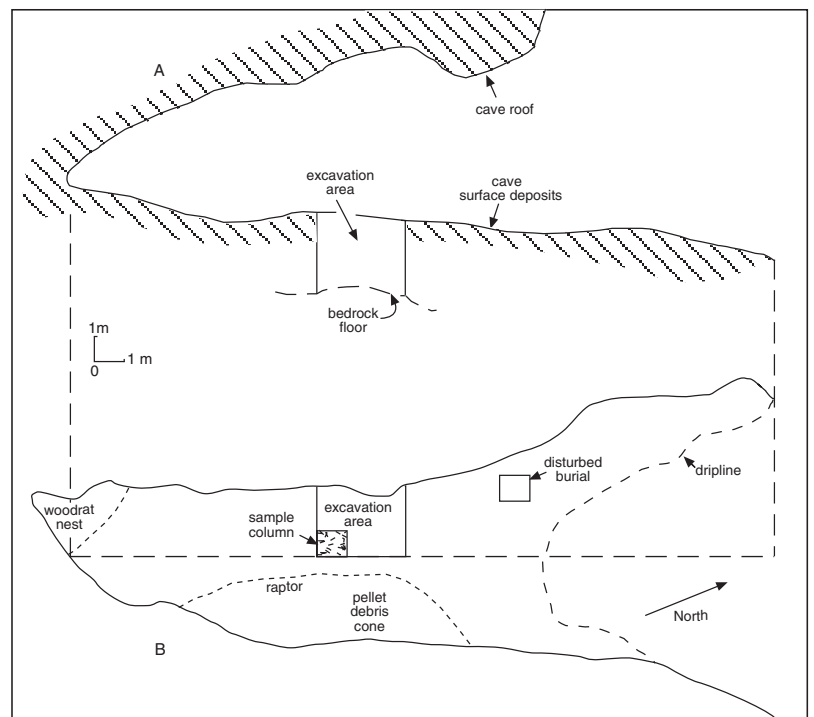 A
cave roof
excavation
area
cave
surface deposits
bedrock
floor
1m
1 m
0
disturbed
burial
dripline
woodrat
nest
excavation
area
sample
column
raptor
pellet
debris
cone
North
B